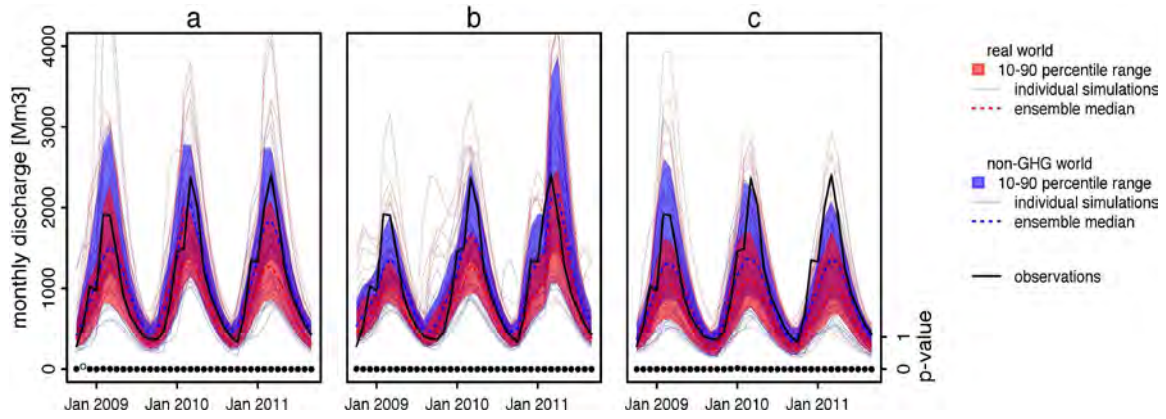 a
b
c
monthly discharge [Mm3]
4000
3000
2000
1000
0
Jan 2009 Jan 2010 Jan 2011
Jan 2009 Jan 2010 Jan 2011
Jan 2009 Jan 2010 Jan 2011
1
0
p-value
real world
10-90 percentile range
individual simulations
ensemble median
non-GHG world
10-90 percentile range
individual simulations
ensemble median
observations